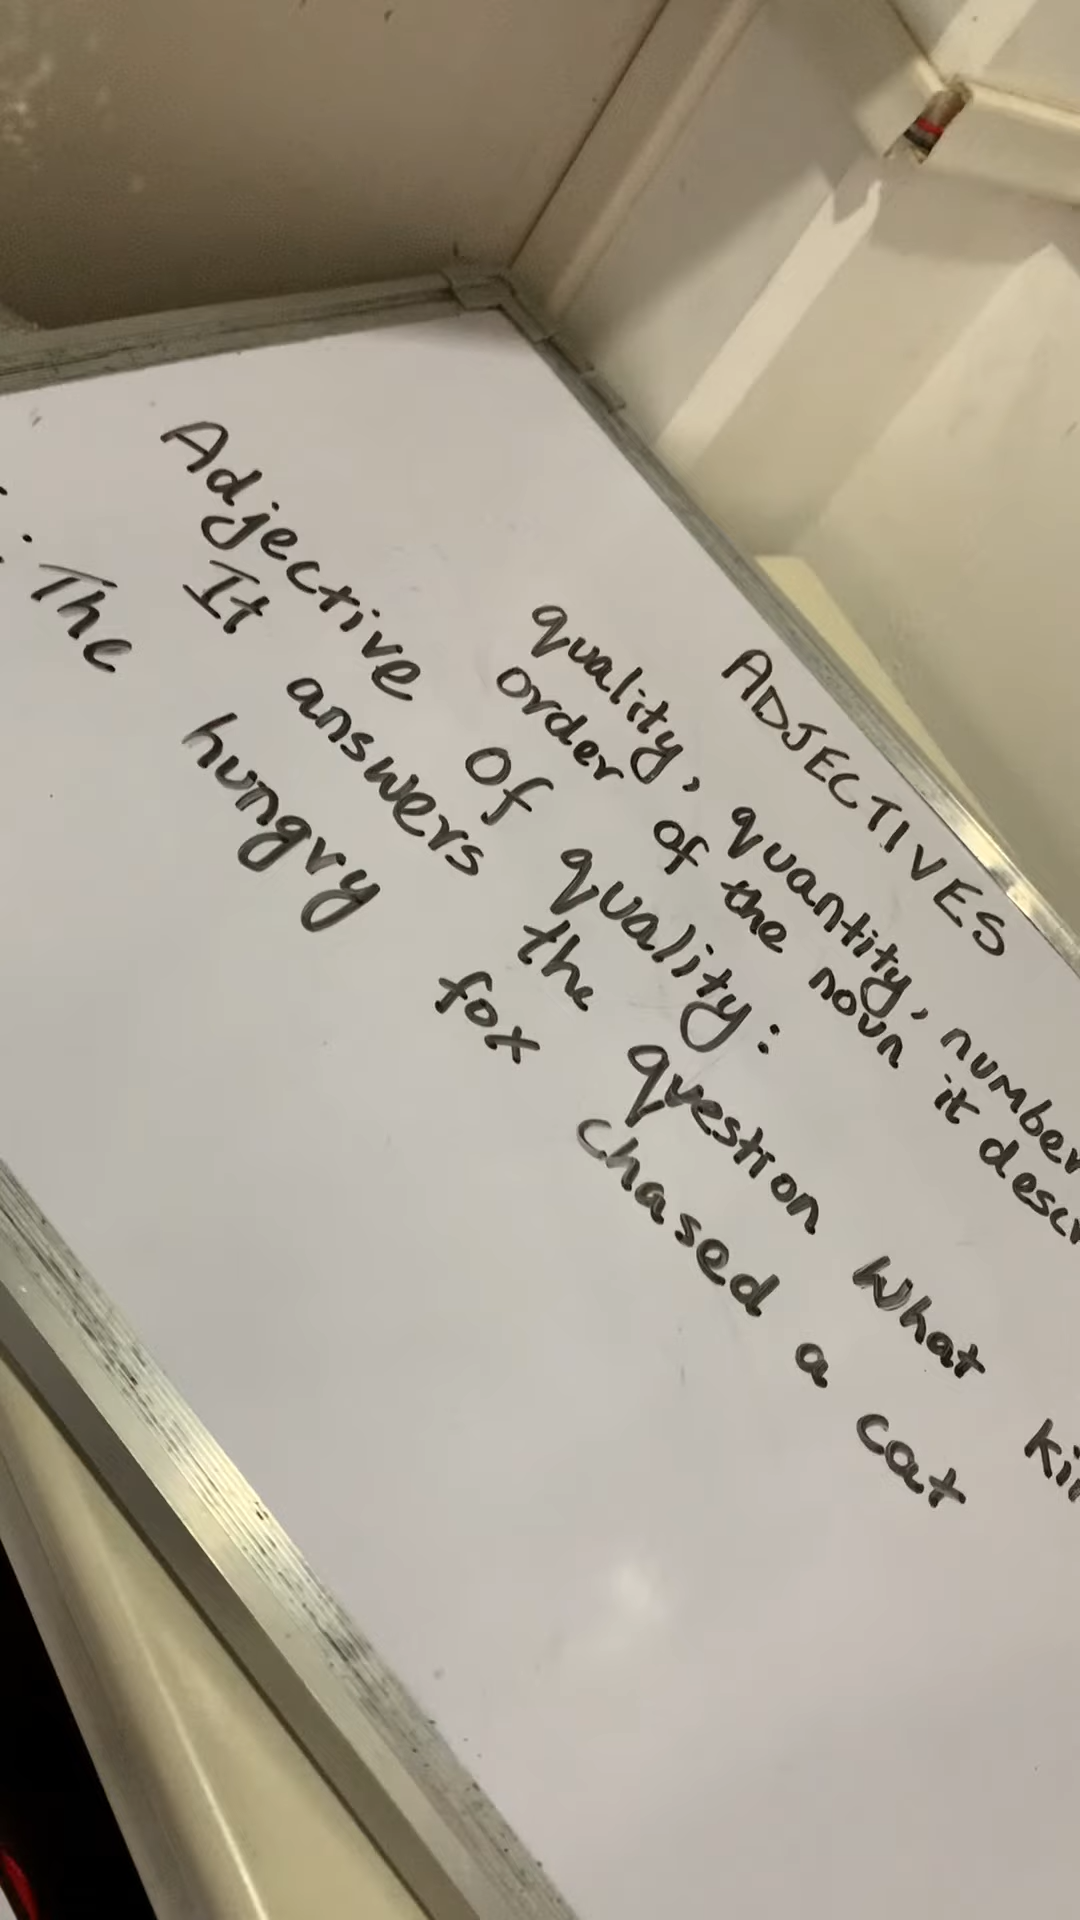 ADJECTIVES
quality, quantity, number
order of the noun it descr
Adjective of quality:
It answers the question what
: The hungry fox chased a cat